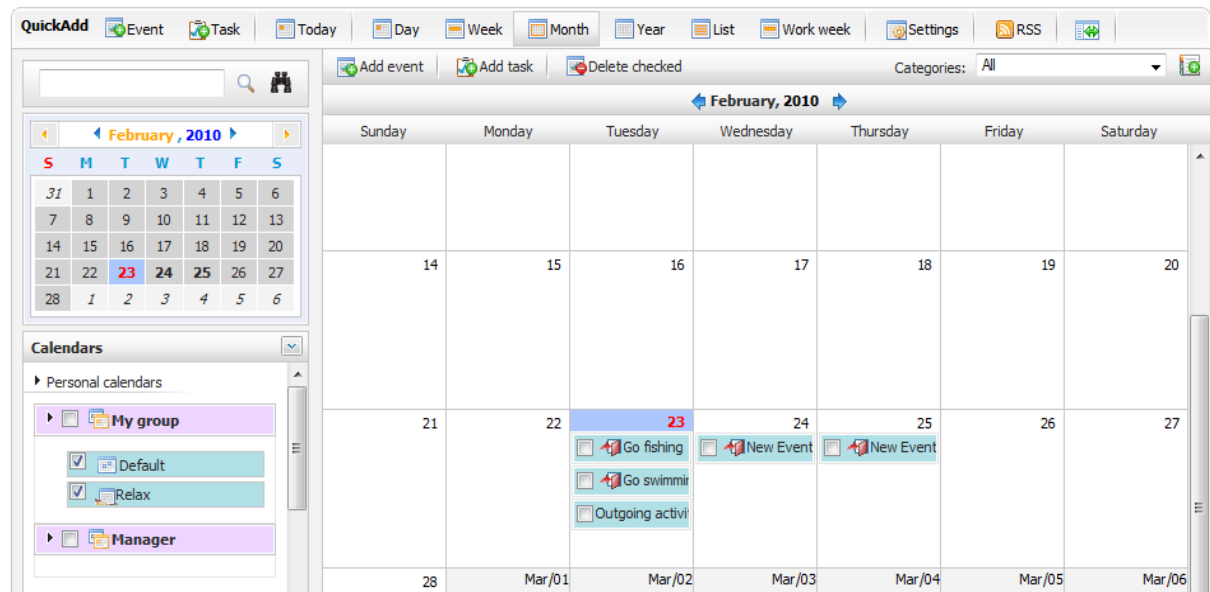 QuickAdd Event Task Today Day Week Month Year List Work week Settings RSS
Add event Add task Delete checked Categories: All
February, 2010
Sunday Monday Tuesday Wednesday Thursday Friday Saturday
February , 2010
S M T W T F S
31 1 2 3 4 5 6
7 8 9 10 11 12 13
14 15 16 17 18 19 20
21 22 23 24 25 26 27
28 1 2 3 4 5 6
Calendars
Personal calendars
My group
Default
Relax
Manager
14 15 16 17 18 19 20
21 22 23 24 25 26 27
Go fishing New Event New Event
Go swimmin
Outgoing activit
28 Mar/01 Mar/02 Mar/03 Mar/04 Mar/05 Mar/06